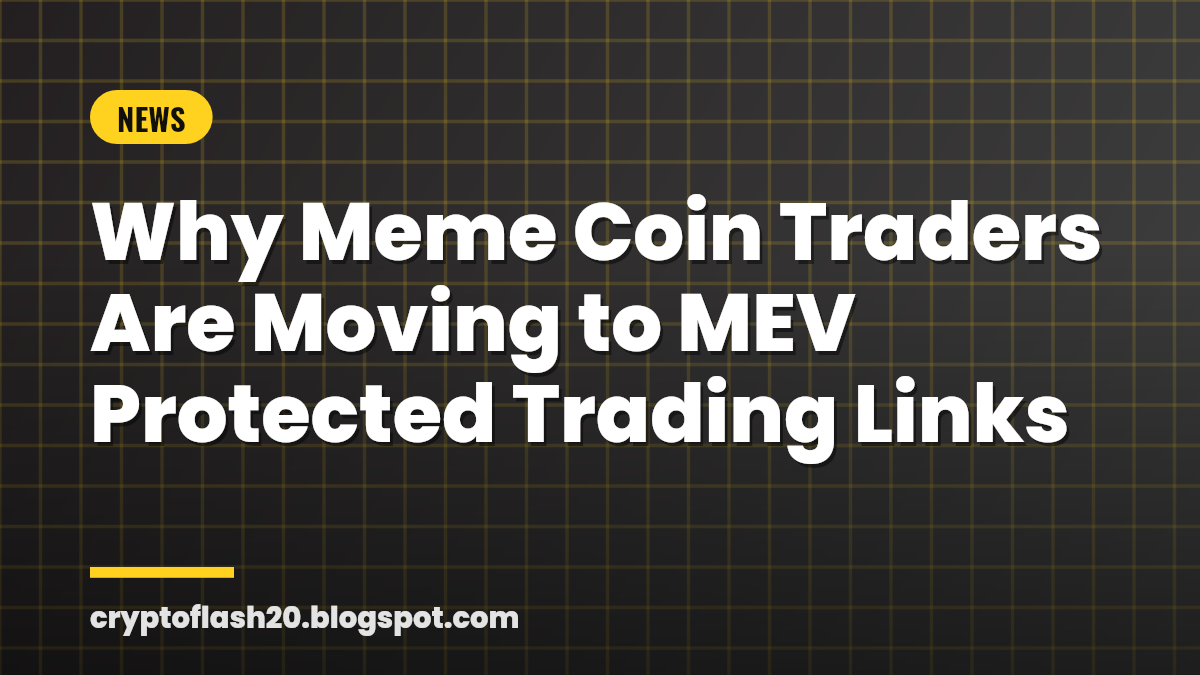 NEWS
Why Meme Coin Traders
Are Moving to MEV
Protected Trading Links
cryptoflash20.blogspot.com